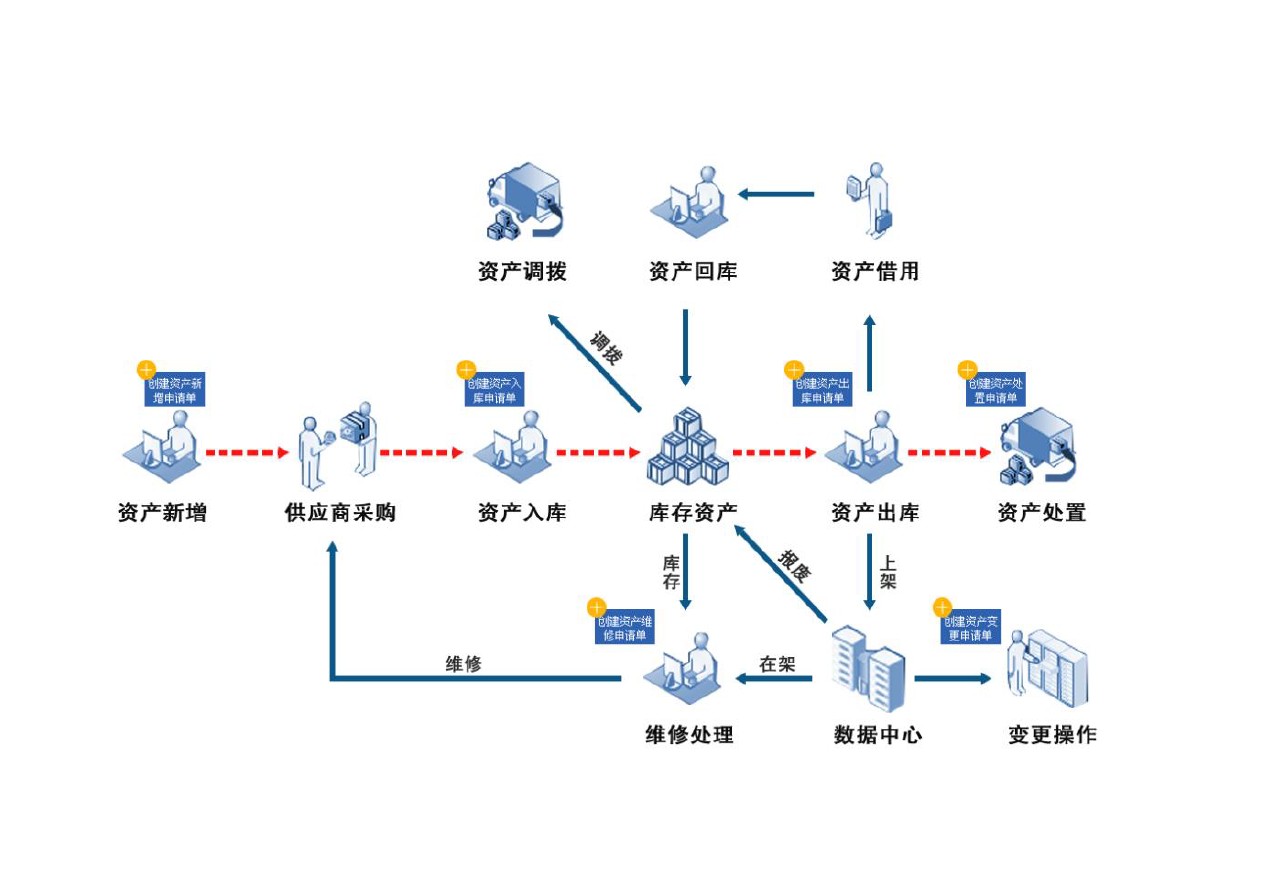 资产调拨
资产回库
资产借用
调拨
创建资产新
增申请单
创建资产入
库申请单
创建资产出
库申请单
创建资产处
置申请单
资产新增
供应商采购
资产入库
库存资产
资产出库
资产处置
库存
报废
上架
创建资产维
修申请单
创建资产变
更申请单
维修
在架
维修处理
数据中心
变更操作